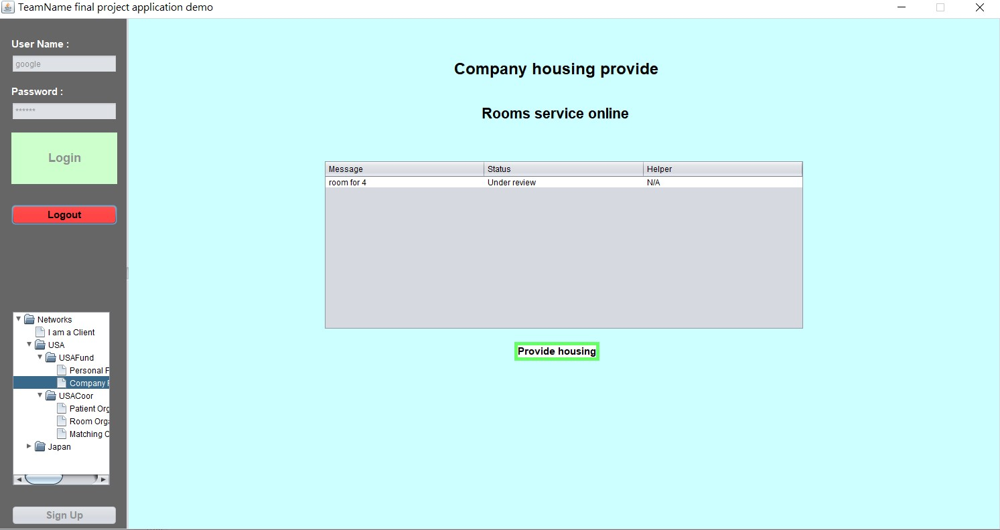 TeamName final project application demo
User Name :
google
Password :
******
Login
Logout
Networks
I am a Client
USA
USAFund
Personal F
Company F
USACoor
Patient Org
Room Orga
Matching O
Japan
Sign Up
Company housing provide
Rooms service online
Message Status Helper
room for 4 Under review N/A
Provide housing